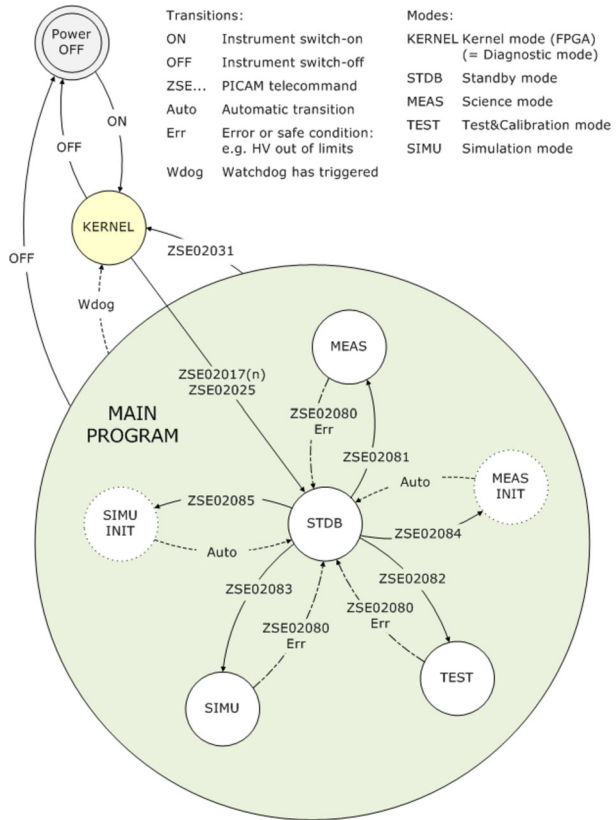 Power
OFF
Transitions:
ON Instrument switch-on
OFF Instrument switch-off
ZSE... PICAM telecommand
Auto Automatic transition
Err Error or safe condition:
e.g. HV out of limits
Wdog Watchdog has triggered
Modes:
KERNEL Kernel mode (FPGA)
(= Diagnostic mode)
STDB Standby mode
MEAS Science mode
TEST Test&Calibration mode
SIMU Simulation mode
ON
OFF
KERNEL
ZSE02031
OFF
Wdog
ZSE02017(n)
ZSE02025
MAIN
PROGRAM
MEAS
ZSE02080
Err
ZSE02081
MEAS
INIT
Auto
SIMU
INIT
ZSE02085
STDB
ZSE02084
Auto
ZSE02083
ZSE02082
ZSE02080
Err
ZSE02080
Err
SIMU
TEST